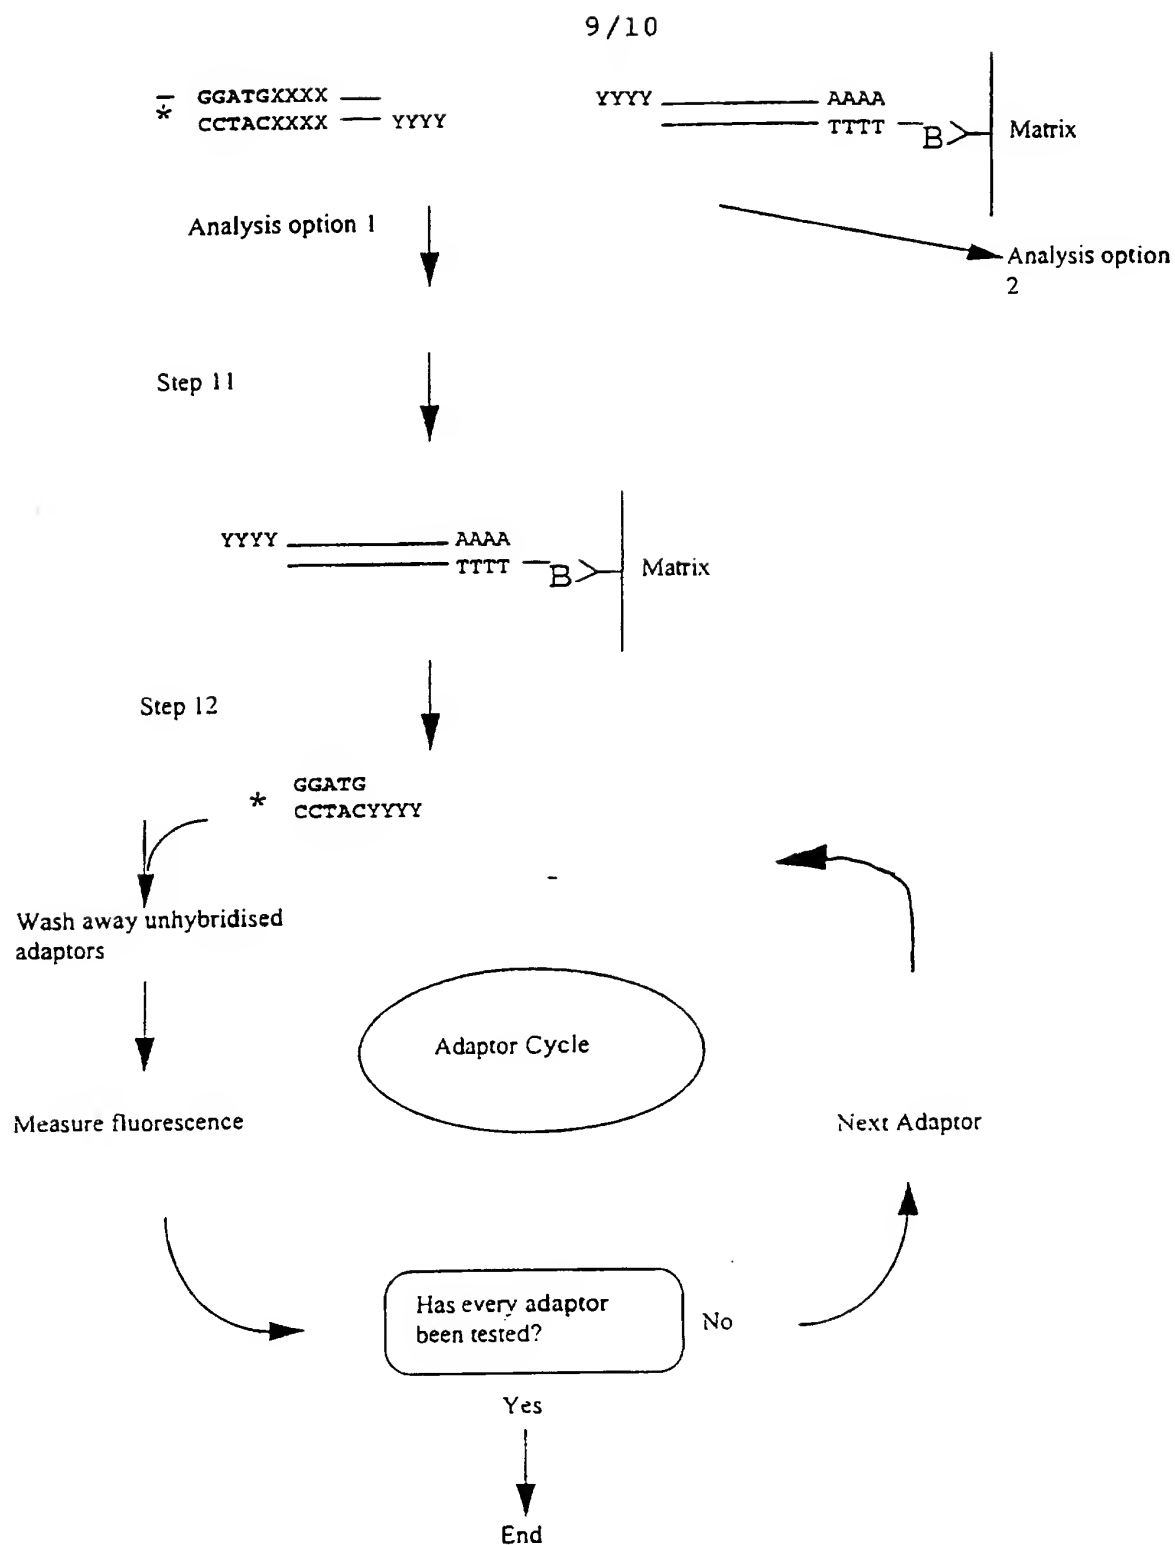 9/10
* GGATGXXXX
CCTACXXXX YYYY
YYYY AAAA
TTTT B Matrix
Analysis option 1
Analysis option
2
Step 11
YYYY AAAA
TTTT B Matrix
Step 12
* GGATG
CCTACYYYY
Wash away unhybridised
adaptors
Adaptor Cycle
Measure fluorescence
Next Adaptor
Has every adaptor
been tested?
No
Yes
End